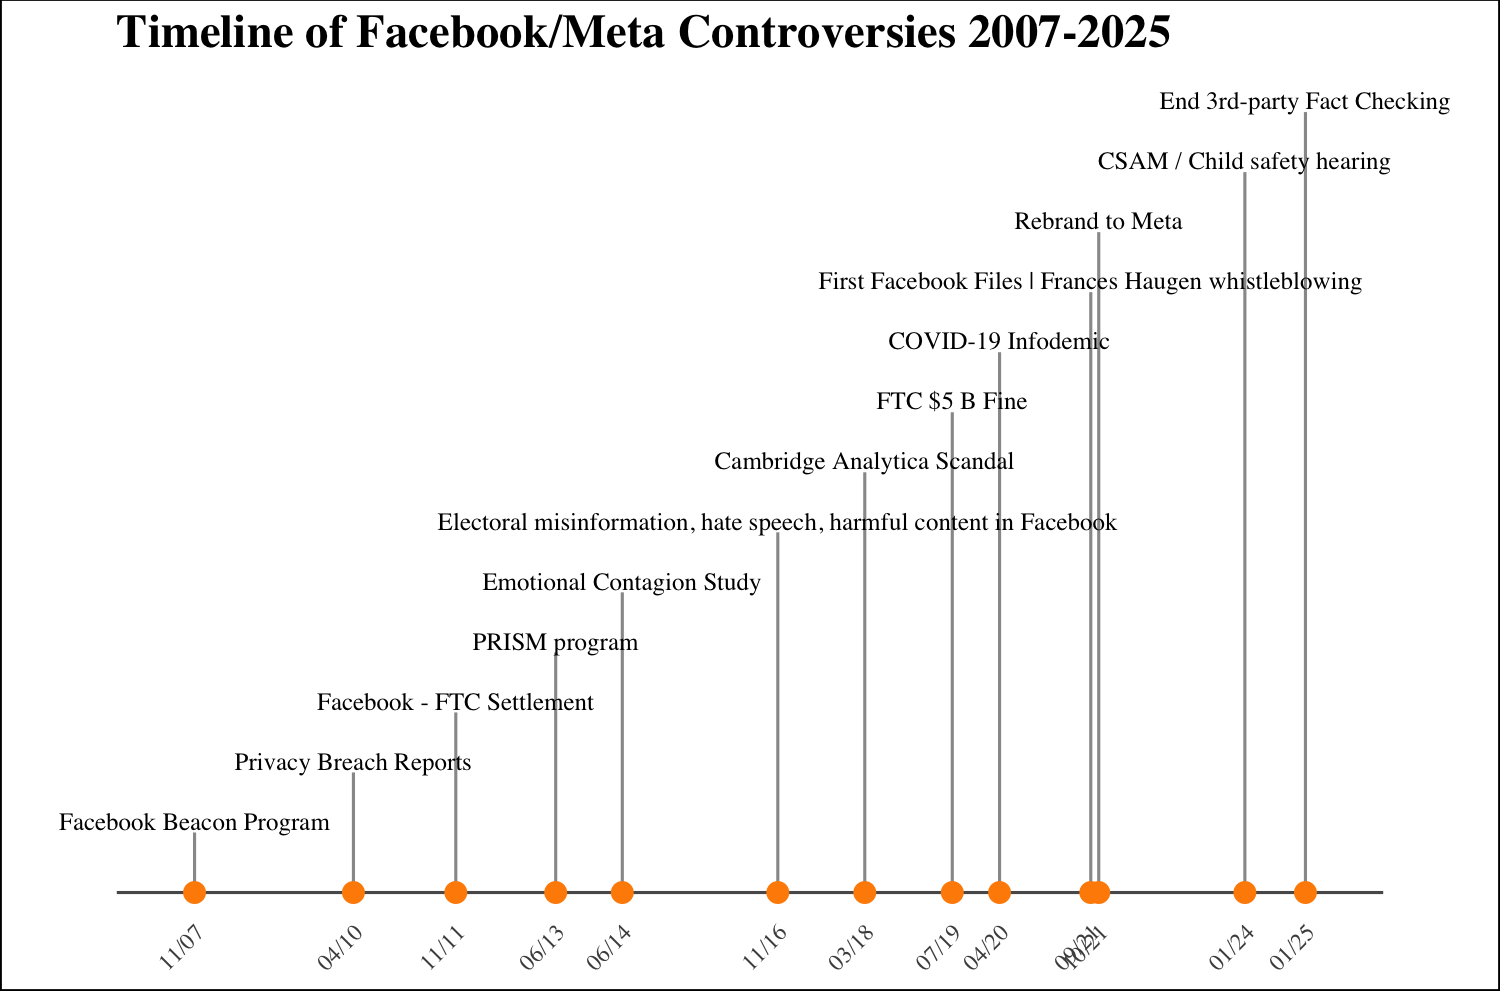 Timeline of Facebook/Meta Controversies 2007-2025
End 3rd-party Fact Checking
CSAM / Child safety hearing
Rebrand to Meta
First Facebook Files | Frances Haugen whistleblowing
COVID-19 Infodemic
FTC $5 B Fine
Cambridge Analytica Scandal
Electoral misinformation, hate speech, harmful content in Facebook
Emotional Contagion Study
PRISM program
Facebook - FTC Settlement
Privacy Breach Reports
Facebook Beacon Program
11/07
04/10
11/11
06/13
06/14
11/16
03/18
07/19
04/20
09/21
10/21
01/24
01/25